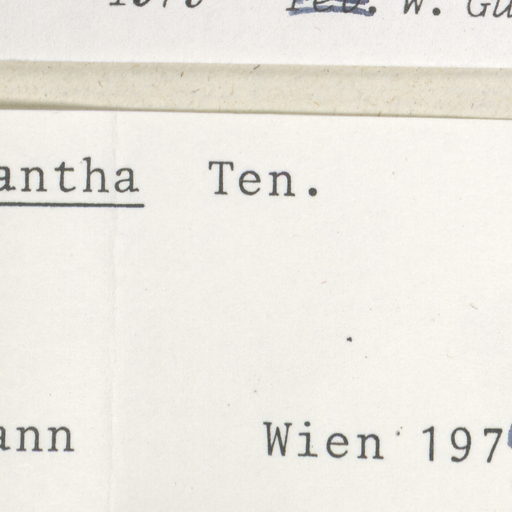 W.
antha Ten.
ann Wien 197